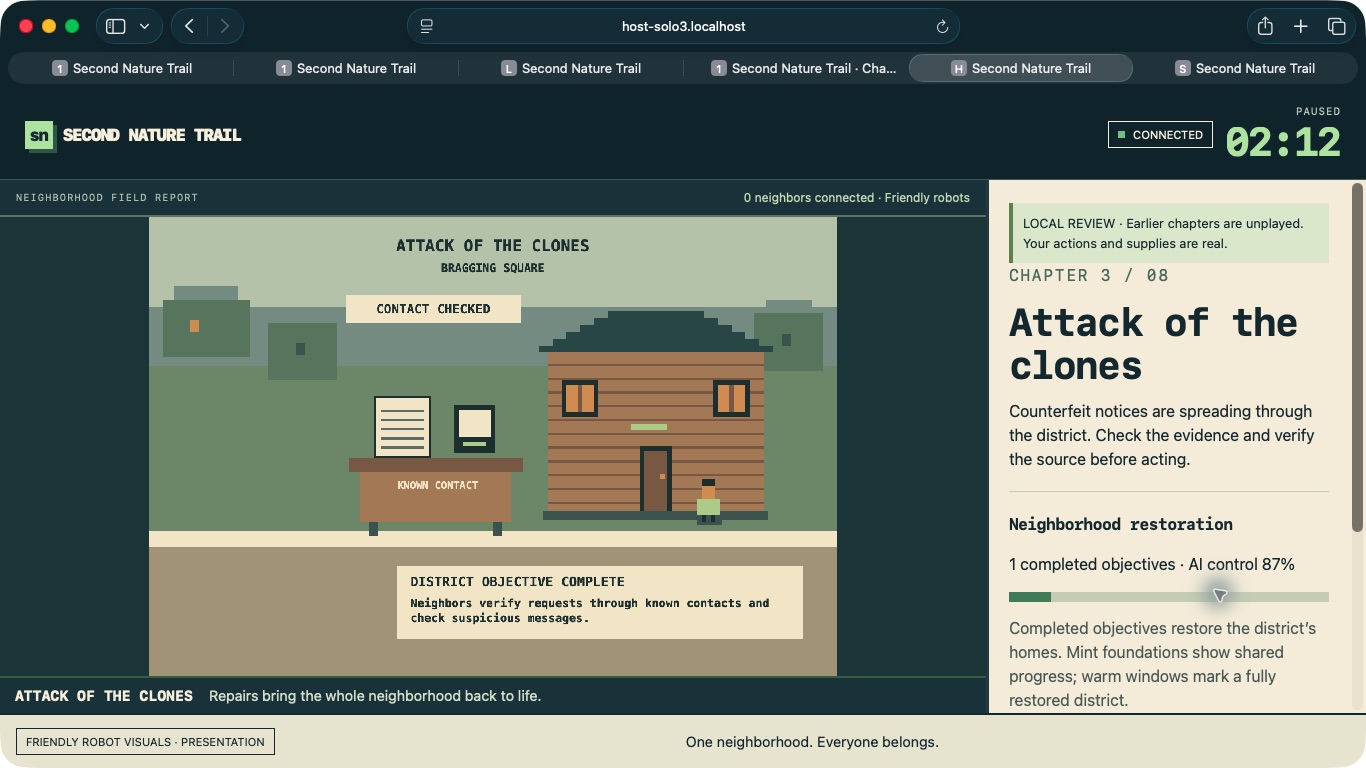 host-solo3.localhost
1 Second Nature Trail
1 Second Nature Trail
L Second Nature Trail
1 Second Nature Trail · Cha...
H Second Nature Trail
S Second Nature Trail
sn SECOND NATURE TRAIL
CONNECTED
PAUSED
02:12
NEIGHBORHOOD FIELD REPORT
0 neighbors connected · Friendly robots
ATTACK OF THE CLONES
BRAGGING SQUARE
CONTACT CHECKED
KNOWN CONTACT
DISTRICT OBJECTIVE COMPLETE
Neighbors verify requests through known contacts and
check suspicious messages.
ATTACK OF THE CLONES Repairs bring the whole neighborhood back to life.
LOCAL REVIEW · Earlier chapters are unplayed.
Your actions and supplies are real.
CHAPTER 3 / 08
Attack of the
clones
Counterfeit notices are spreading through
the district. Check the evidence and verify
the source before acting.
Neighborhood restoration
1 completed objectives · AI control 87%
Completed objectives restore the district's
homes. Mint foundations show shared
progress; warm windows mark a fully
restored district.
FRIENDLY ROBOT VISUALS · PRESENTATION
One neighborhood. Everyone belongs.